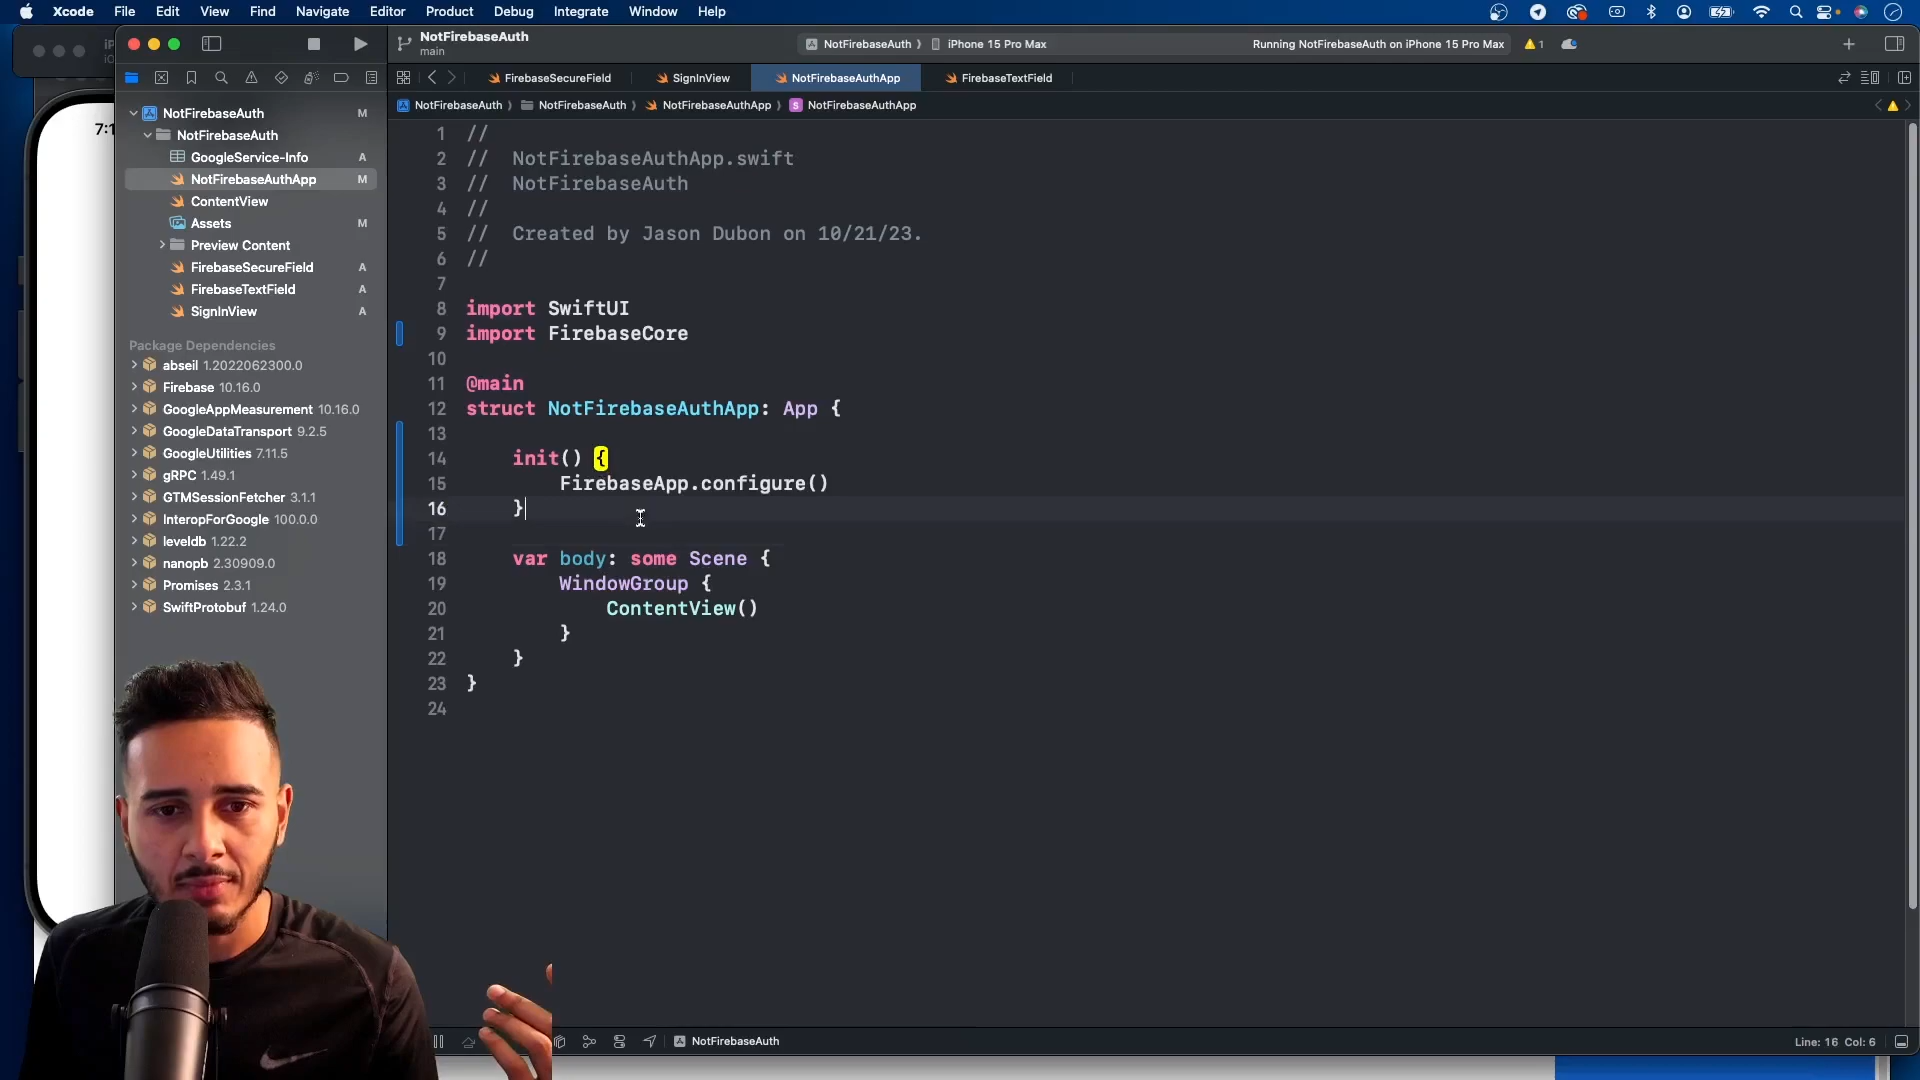 Xcode File Edit View Find Navigate Editor Product Debug Integrate Window Help
NotFirebaseAuth
main
NotFirebaseAuth iPhone 15 Pro Max
Running NotFirebaseAuth on iPhone 15 Pro Max 1
FirebaseSecureField SignInView NotFirebaseAuthApp FirebaseTextField
NotFirebaseAuth NotFirebaseAuth NotFirebaseAuthApp NotFirebaseAuthApp
7:1
NotFirebaseAuth M
NotFirebaseAuth
GoogleService-Info A
NotFirebaseAuthApp M
ContentView
Assets M
Preview Content
FirebaseSecureField A
FirebaseTextField A
SignInView A
Package Dependencies
abseil 1.2022062300.0
Firebase 10.16.0
GoogleAppMeasurement 10.16.0
GoogleDataTransport 9.2.5
GoogleUtilities 7.11.5
gRPC 1.49.1
GTMSessionFetcher 3.1.1
InteropForGoogle 100.0.0
leveldb 1.22.2
nanopb 2.30909.0
Promises 2.3.1
SwiftProtobuf 1.24.0
1 //
2 // NotFirebaseAuthApp.swift
3 // NotFirebaseAuth
4 //
5 // Created by Jason Dubon on 10/21/23.
6 //
7
8 import SwiftUI
9 import FirebaseCore
10
11 @main
12 struct NotFirebaseAuthApp: App {
13
14 init() {
15 FirebaseApp.configure()
16 }
17
18 var body: some Scene {
19 WindowGroup {
20 ContentView()
21 }
22 }
23 }
24
NotFirebaseAuth
Line: 16 Col: 6